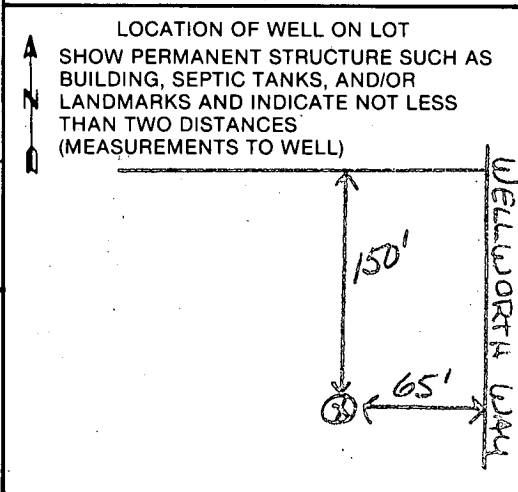 LOCATION OF WELL ON LOT
SHOW PERMANENT STRUCTURE SUCH AS
BUILDING, SEPTIC TANKS, AND/OR
N LANDMARKS AND INDICATE NOT LESS
THAN TWO DISTANCES
(MEASUREMENTS TO WELL)
150'
65'
WELLWORTH WAY